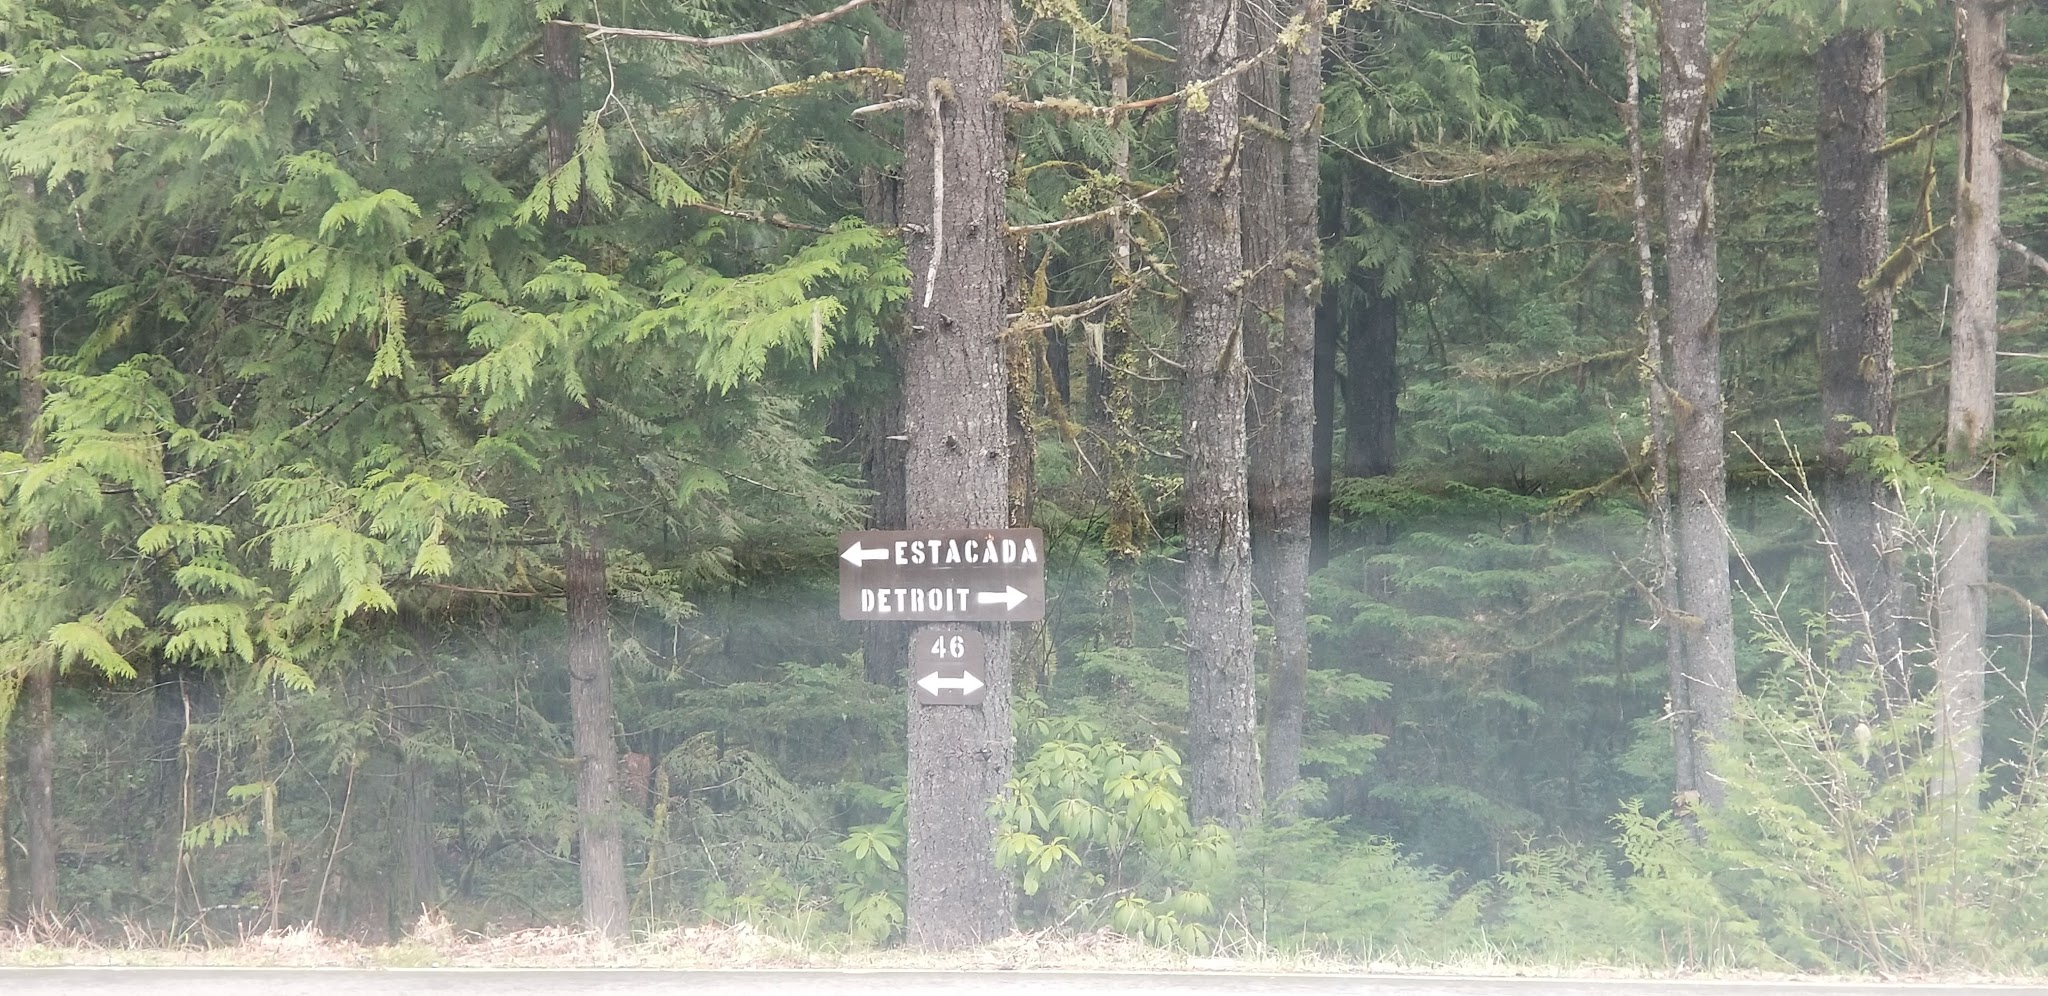 ← ESTACADA
DETROIT →
46
↔